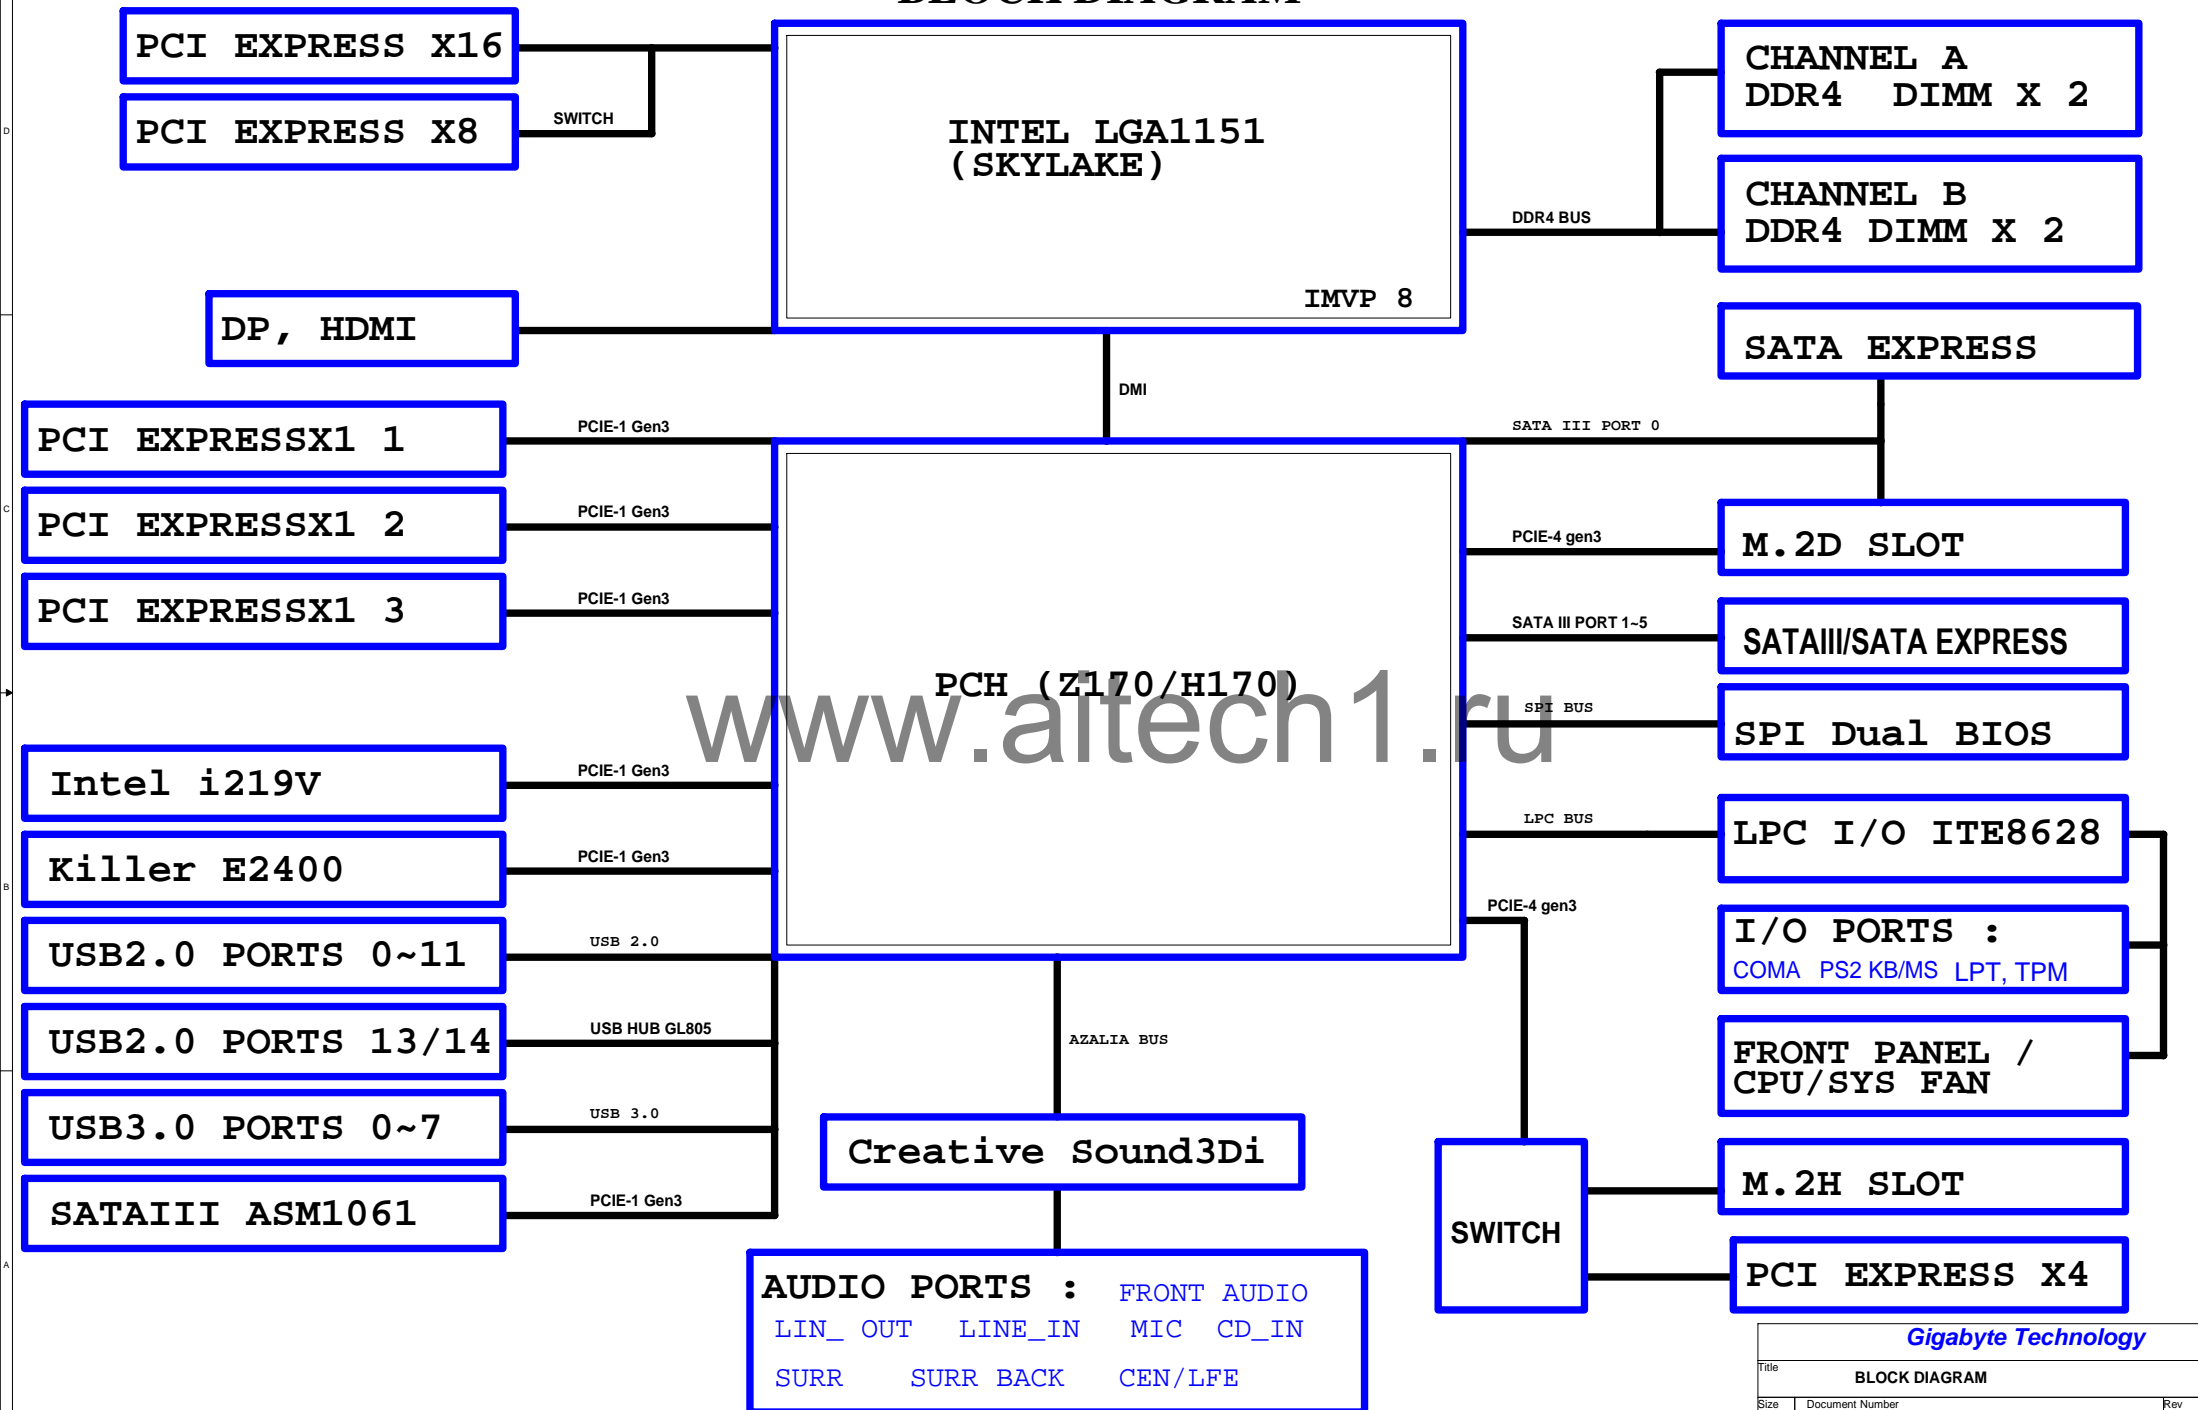 BLOCK DIAGRAM
PCI EXPRESS X16
PCI EXPRESS X8
SWITCH
INTEL LGA1151
(SKYLAKE)
IMVP 8
CHANNEL A
DDR4 DIMM X 2
CHANNEL B
DDR4 DIMM X 2
DDR4 BUS
DP, HDMI
SATA EXPRESS
DMI
PCI EXPRESSX1 1
PCIE-1 Gen3
SATA III PORT 0
PCI EXPRESSX1 2
PCIE-1 Gen3
PCIE-4 gen3
M.2D SLOT
PCI EXPRESSX1 3
PCIE-1 Gen3
SATA III PORT 1~5
SATAIII/SATA EXPRESS
PCH (Z170/H170)
www.aitech1.ru
SPI BUS
SPI Dual BIOS
Intel i219V
PCIE-1 Gen3
LPC BUS
LPC I/O ITE8628
Killer E2400
PCIE-1 Gen3
PCIE-4 gen3
I/O PORTS :
COMA PS2 KB/MS LPT, TPM
USB2.0 PORTS 0~11
USB 2.0
USB2.0 PORTS 13/14
USB HUB GL805
AZALIA BUS
FRONT PANEL /
CPU/SYS FAN
USB3.0 PORTS 0~7
USB 3.0
Creative Sound3Di
SATAIII ASM1061
PCIE-1 Gen3
SWITCH
M.2H SLOT
PCI EXPRESS X4
AUDIO PORTS : FRONT AUDIO
LIN_ OUT LINE_IN MIC CD_IN
SURR SURR BACK CEN/LFE
Gigabyte Technology
Title
BLOCK DIAGRAM
Size Document Number Rev
D
C
B
A